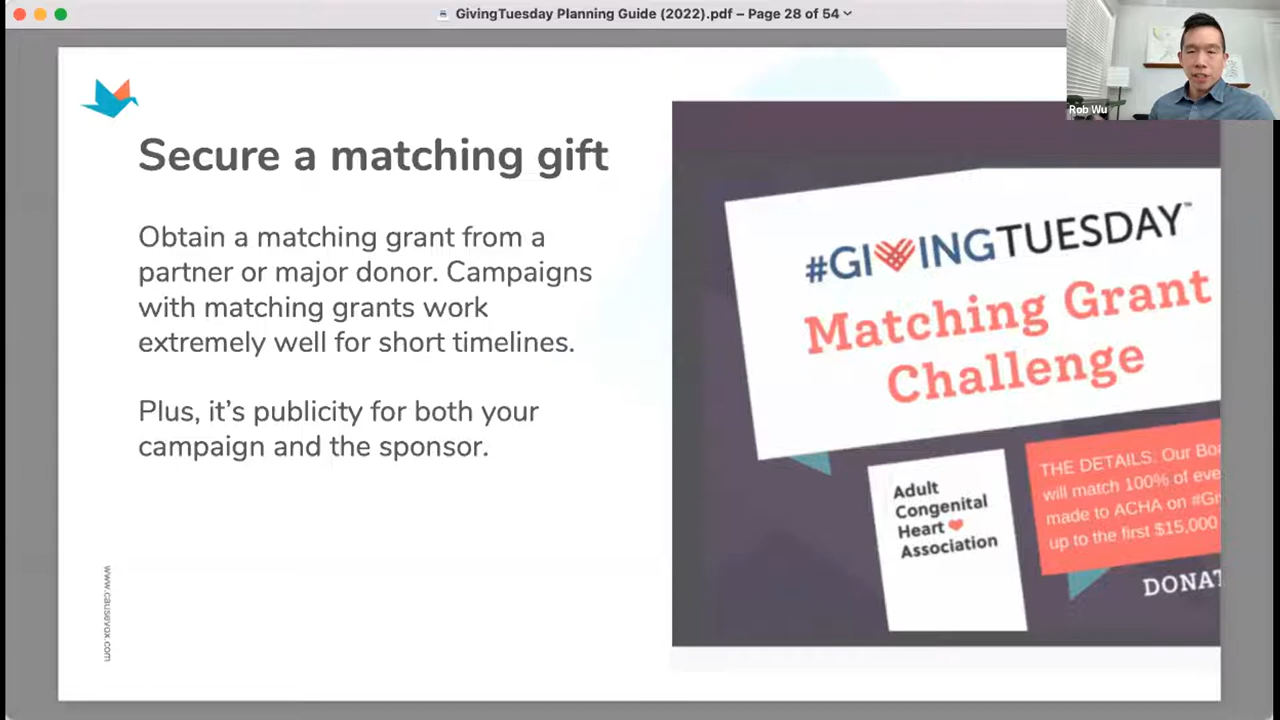 GivingTuesday Planning Guide (2022).pdf – Page 28 of 54
Rob Wu
Secure a matching gift
Obtain a matching grant from a
partner or major donor. Campaigns
with matching grants work
extremely well for short timelines.
Plus, it's publicity for both your
campaign and the sponsor.
www.causevox.com
#GIVINGTUESDAY™
Matching Grant
Challenge
Adult
Congenital
Heart
Association
THE DETAILS: Our Boa
will match 100% of eve
made to ACHA on #Gi
up to the first $15,000
DONAT